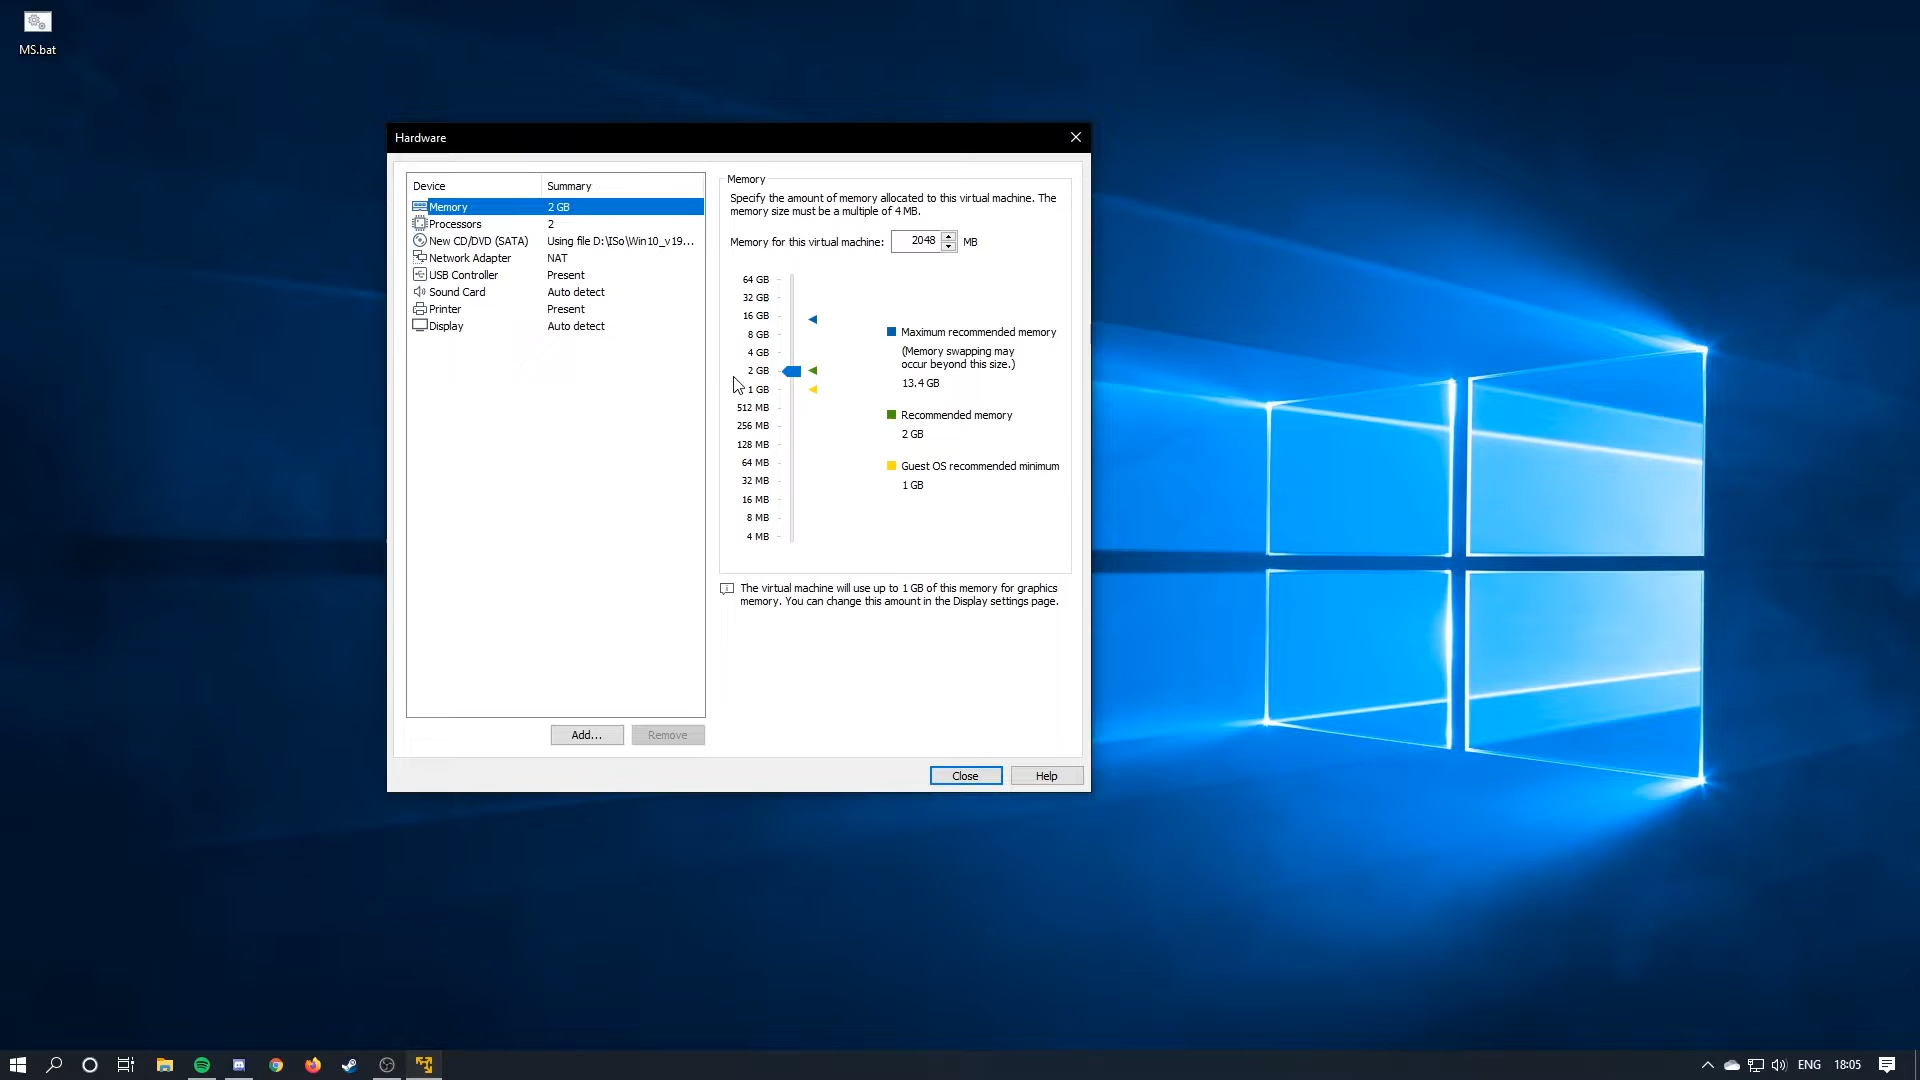 MS.bat
Hardware
Device Summary
Memory 2 GB
Processors 2
New CD/DVD (SATA) Using file D:\ISo\Win10_v19...
Network Adapter NAT
USB Controller Present
Sound Card Auto detect
Printer Present
Display Auto detect
Add...
Remove
Memory
Specify the amount of memory allocated to this virtual machine. The
memory size must be a multiple of 4 MB.
Memory for this virtual machine: 2048 MB
64 GB
32 GB
16 GB
8 GB
4 GB
2 GB
1 GB
512 MB
256 MB
128 MB
64 MB
32 MB
16 MB
8 MB
4 MB
Maximum recommended memory
(Memory swapping may
occur beyond this size.)
13.4 GB
Recommended memory
2 GB
Guest OS recommended minimum
1 GB
The virtual machine will use up to 1 GB of this memory for graphics
memory. You can change this amount in the Display settings page.
Close
Help
ENG 18:05